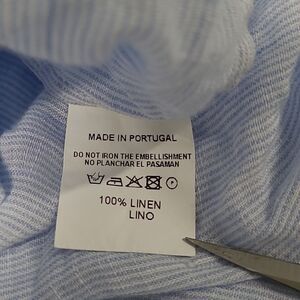 MADE IN PORTUGAL
DO NOT IRON THE EMBELLISHMENT
NO PLANCHAR EL PASAMAN
100% LINEN
LINO